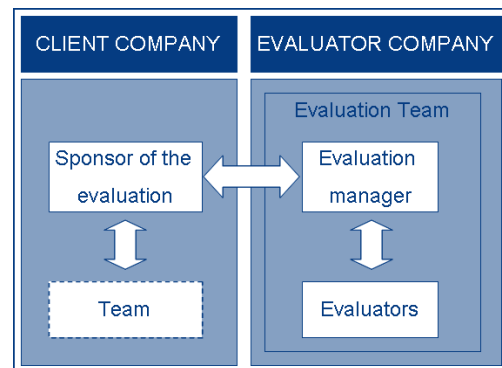 CLIENT COMPANY
EVALUATOR COMPANY
Evaluation Team
Sponsor of the
evaluation
Evaluation
manager
Team
Evaluators